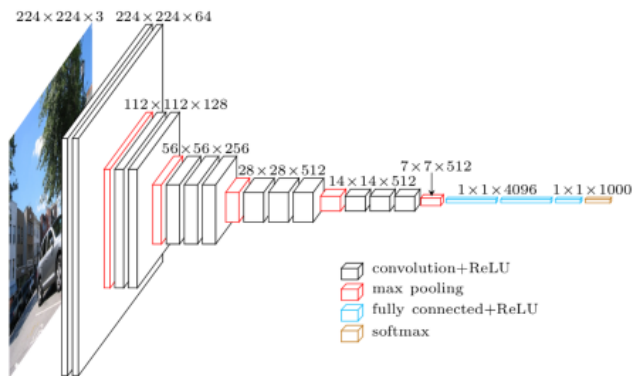 224×224×3
224×224×64
112×112×128
56×56×256
28×28×512
14×14×512
7×7×512
1×1×4096
1×1×1000
convolution+ReLU
max pooling
fully connected+ReLU
softmax